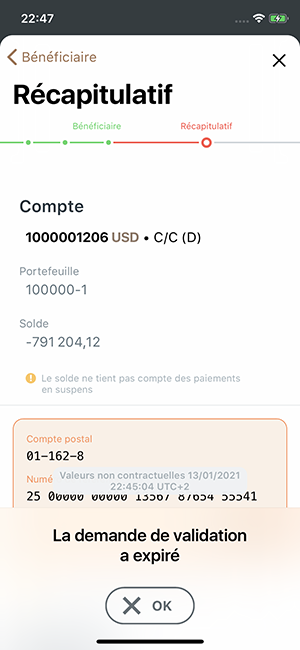 22:47
Bénéficiaire
Récapitulatif
Bénéficiaire Récapitulatif
Compte
1000001206 USD • C/C (D)
Portefeuille
100000-1
Solde
-791 204,12
Le solde ne tient pas compte des paiements
en suspens
Compte postal
01-162-8
Numé
Valeurs non contractuelles 13/01/2021
22:45:04 UTC+2
25 00000 00000 13567 87654 55541
La demande de validation
a expiré
OK